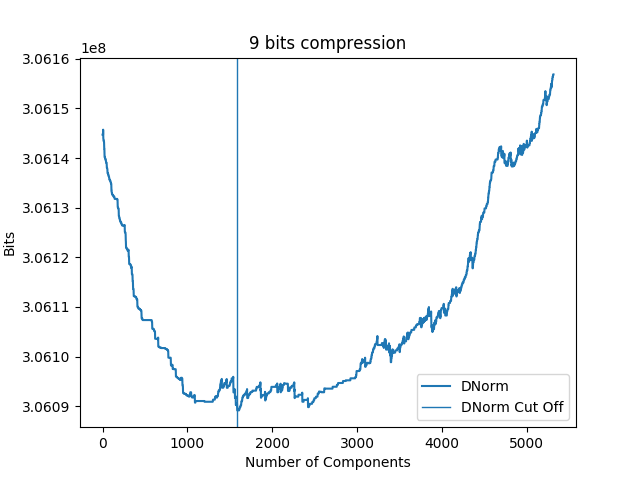 9 bits compression
1e8
3.0616
3.0615
3.0614
3.0613
3.0612
3.0611
3.0610
3.0609
Bits
0 1000 2000 3000 4000 5000
Number of Components
DNorm
DNorm Cut Off